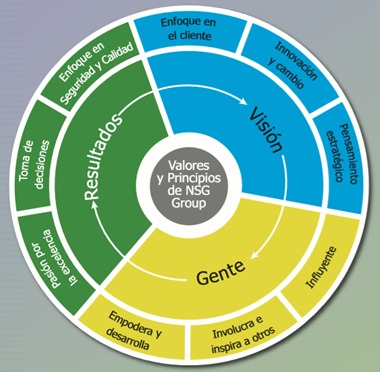 Enfoque en
el cliente
Innovación
y cambio
Pensamiento
estratégico
Influyente
Involucra e
inspira a otros
Empodera y
desarrolla
Pasión por
la excelencia
Toma de
decisiones
Enfoque en
Seguridad y Calidad
Visión
Gente
Resultados
Valores
y Principios
de NSG
Group